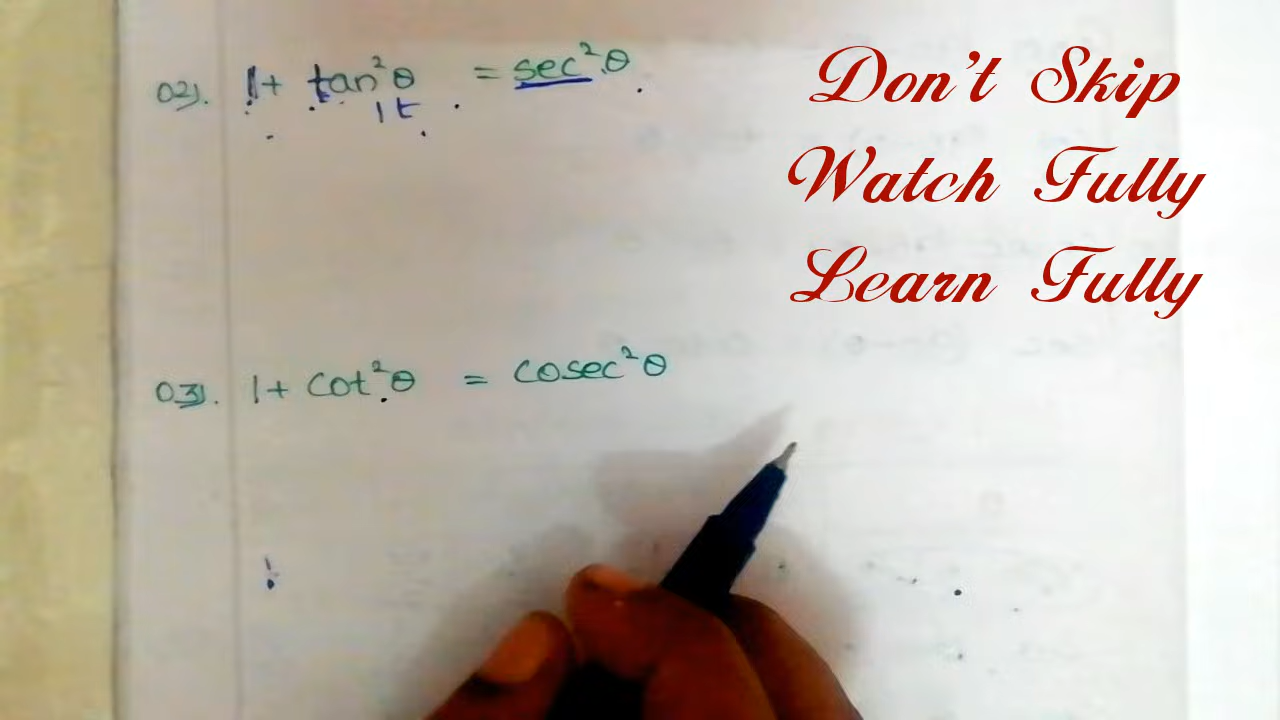 02). 1 + tan²θ = sec²θ
1t
03). 1 + cot²θ = cosec²θ
Don't Skip
Watch Fully
Learn Fully